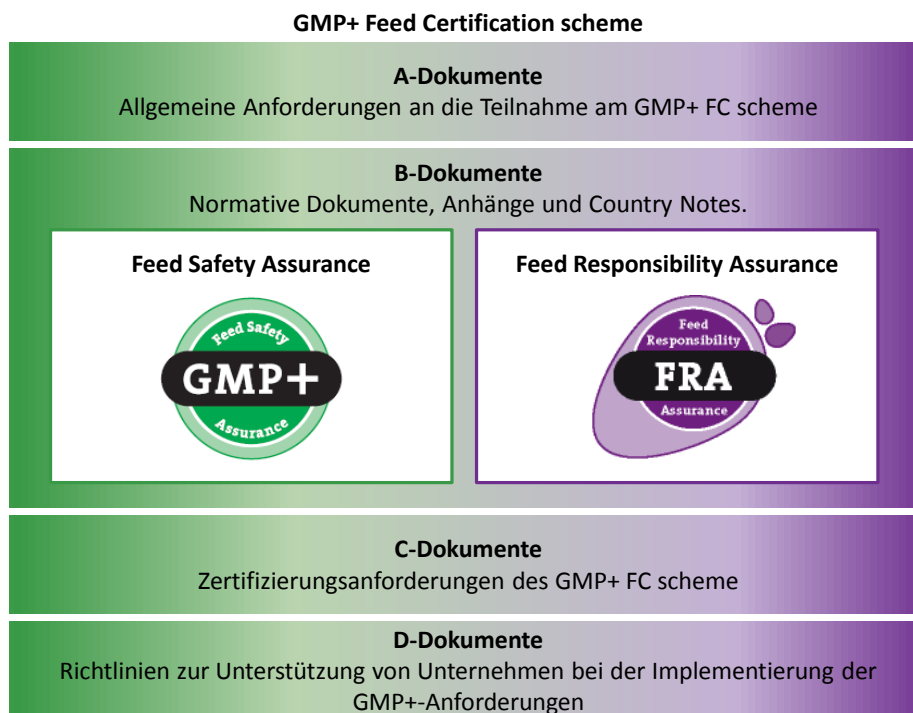 GMP+ Feed Certification scheme
A-Dokumente
Allgemeine Anforderungen an die Teilnahme am GMP+ FC scheme
B-Dokumente
Normative Dokumente, Anhänge und Country Notes.
Feed Safety Assurance
Feed Safety
GMP+
Assurance
Feed Responsibility Assurance
Feed
Responsibility
FRA
Assurance
C-Dokumente
Zertifizierungsanforderungen des GMP+ FC scheme
D-Dokumente
Richtlinien zur Unterstützung von Unternehmen bei der Implementierung der
GMP+-Anforderungen